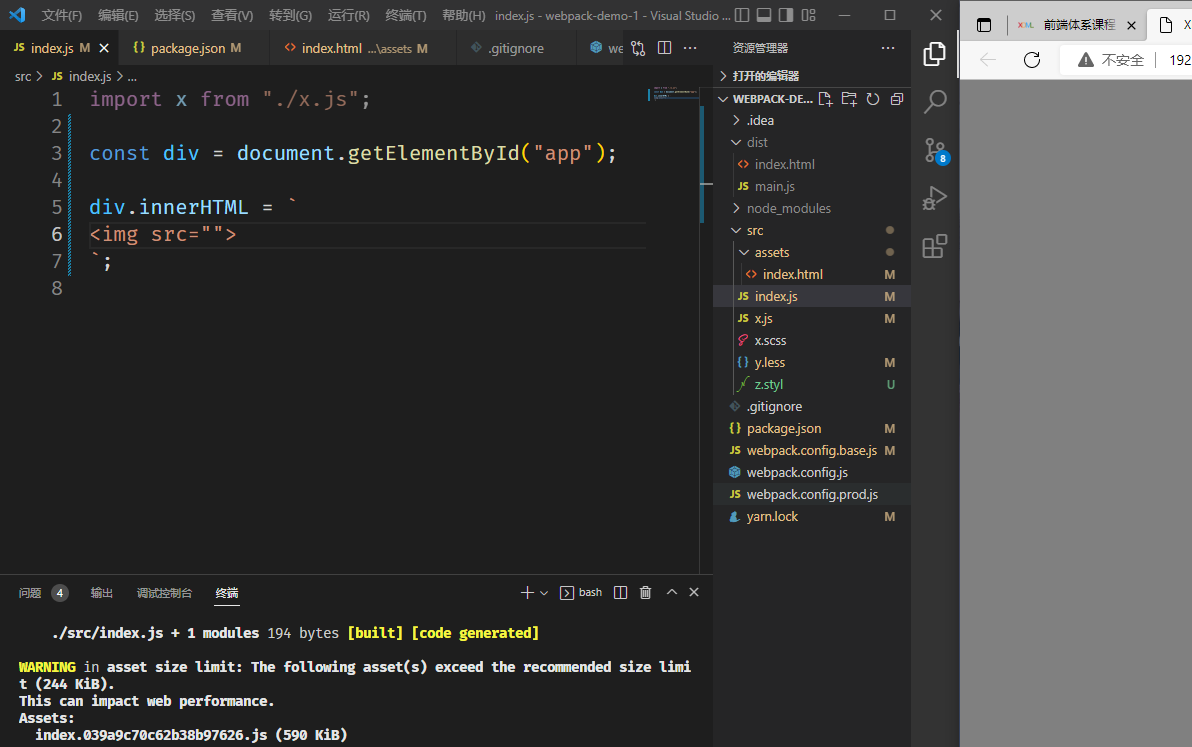 文件(F) 编辑(E) 选择(S) 查看(V) 转到(G) 运行(R) 终端(T) 帮助(H) index.js - webpack-demo-1 - Visual Studio ...
JS index.js M {} package.json M <> index.html ...\assets M .gitignore we
src > JS index.js > ...
1 import x from "./x.js";
2
3 const div = document.getElementById("app");
4
5 div.innerHTML = `
6 <img src="">
7 `;
8
问题 4 输出 调试控制台 终端 bash
./src/index.js + 1 modules 194 bytes [built] [code generated]
WARNING in asset size limit: The following asset(s) exceed the recommended size limi
t (244 KiB).
This can impact web performance.
Assets:
index.039a9c70c62b38b97626.js (590 KiB)
资源管理器 ...
打开的编辑器
WEBPACK-DE...
.idea
dist
<> index.html
JS main.js
node_modules
src
assets
<> index.html M
JS index.js M
JS x.js M
x.scss
{} y.less M
z.styl U
.gitignore
{} package.json M
JS webpack.config.base.js M
webpack.config.js
JS webpack.config.prod.js
yarn.lock M
8
XML 前端体系课程 X
不安全 192